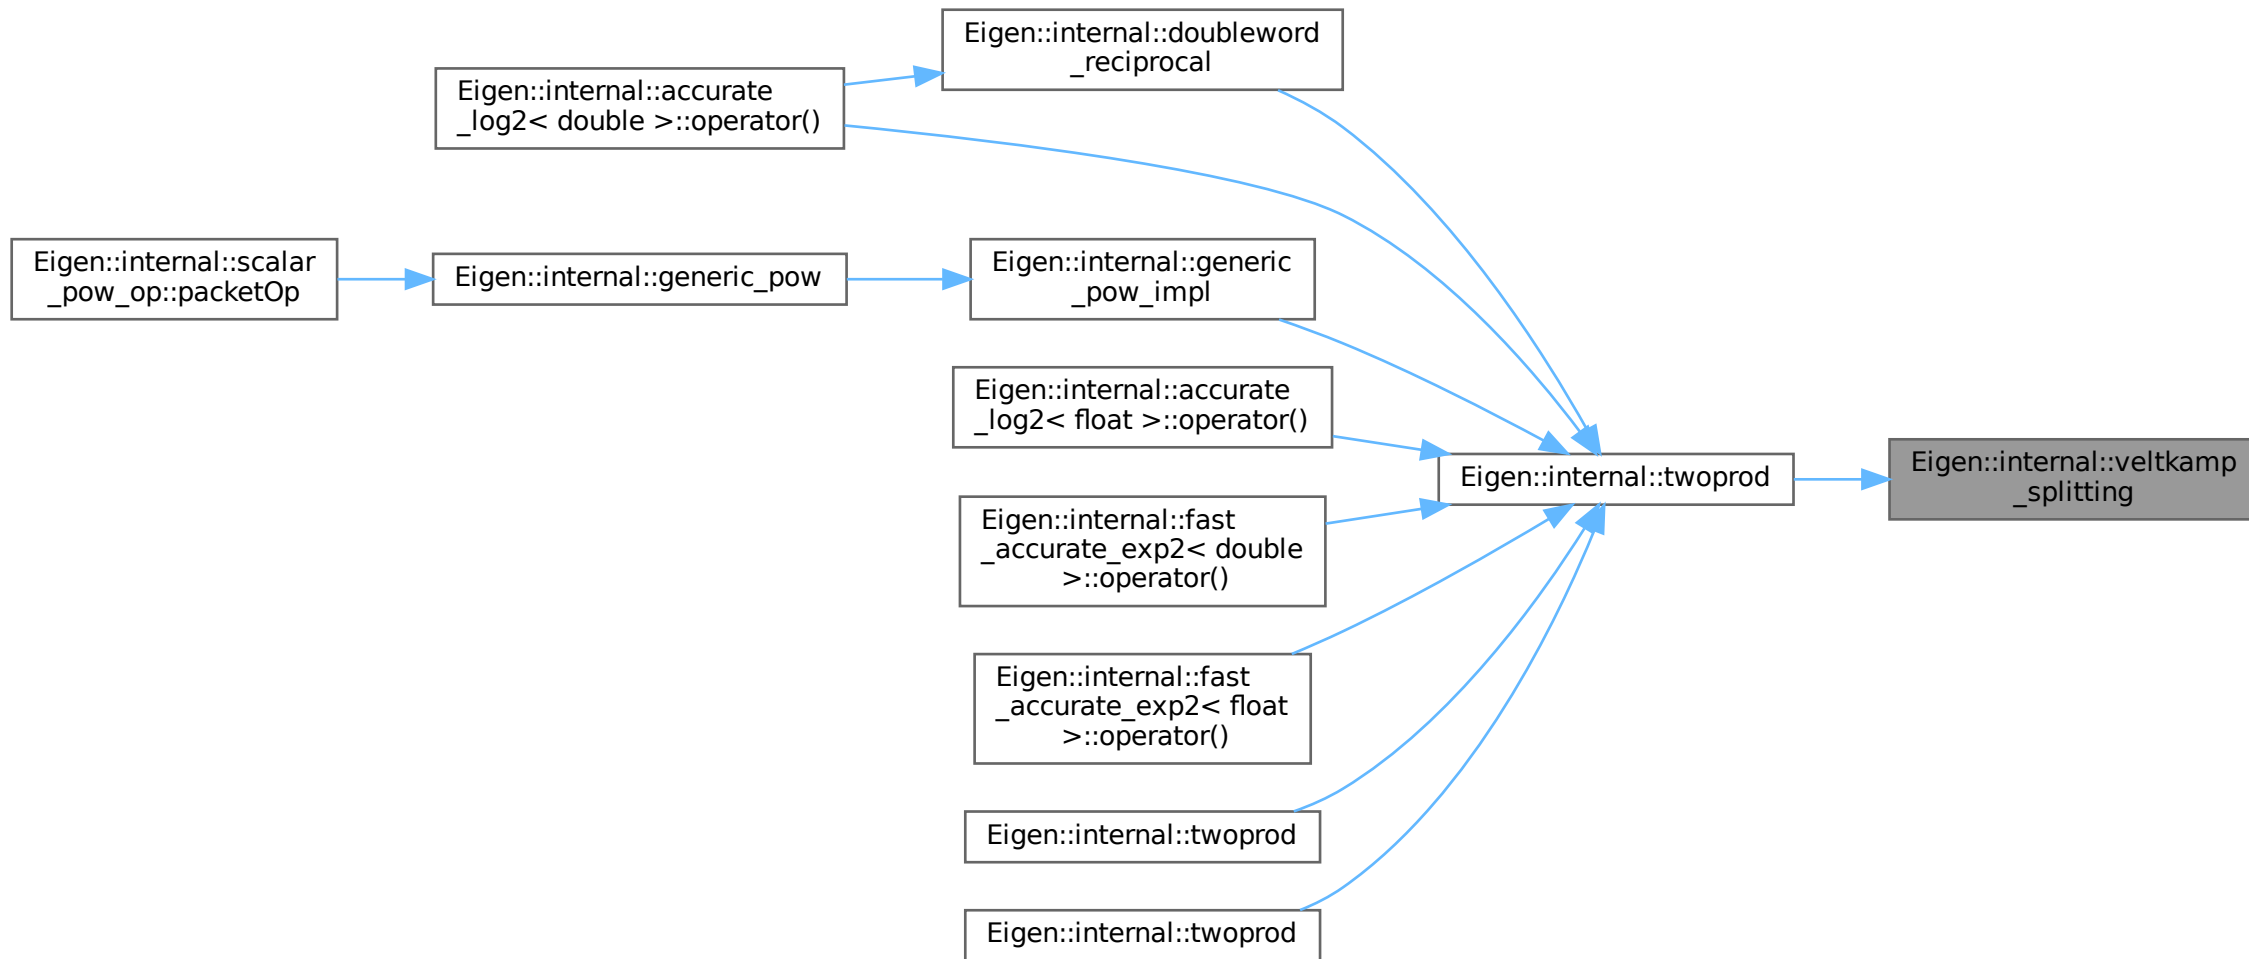 Eigen::internal::doubleword
_reciprocal
Eigen::internal::accurate
_log2< double >::operator()
Eigen::internal::scalar
_pow_op::packetOp
Eigen::internal::generic_pow
Eigen::internal::generic
_pow_impl
Eigen::internal::accurate
_log2< float >::operator()
Eigen::internal::twoprod
Eigen::internal::veltkamp
_splitting
Eigen::internal::fast
_accurate_exp2< double
>::operator()
Eigen::internal::fast
_accurate_exp2< float
>::operator()
Eigen::internal::twoprod
Eigen::internal::twoprod